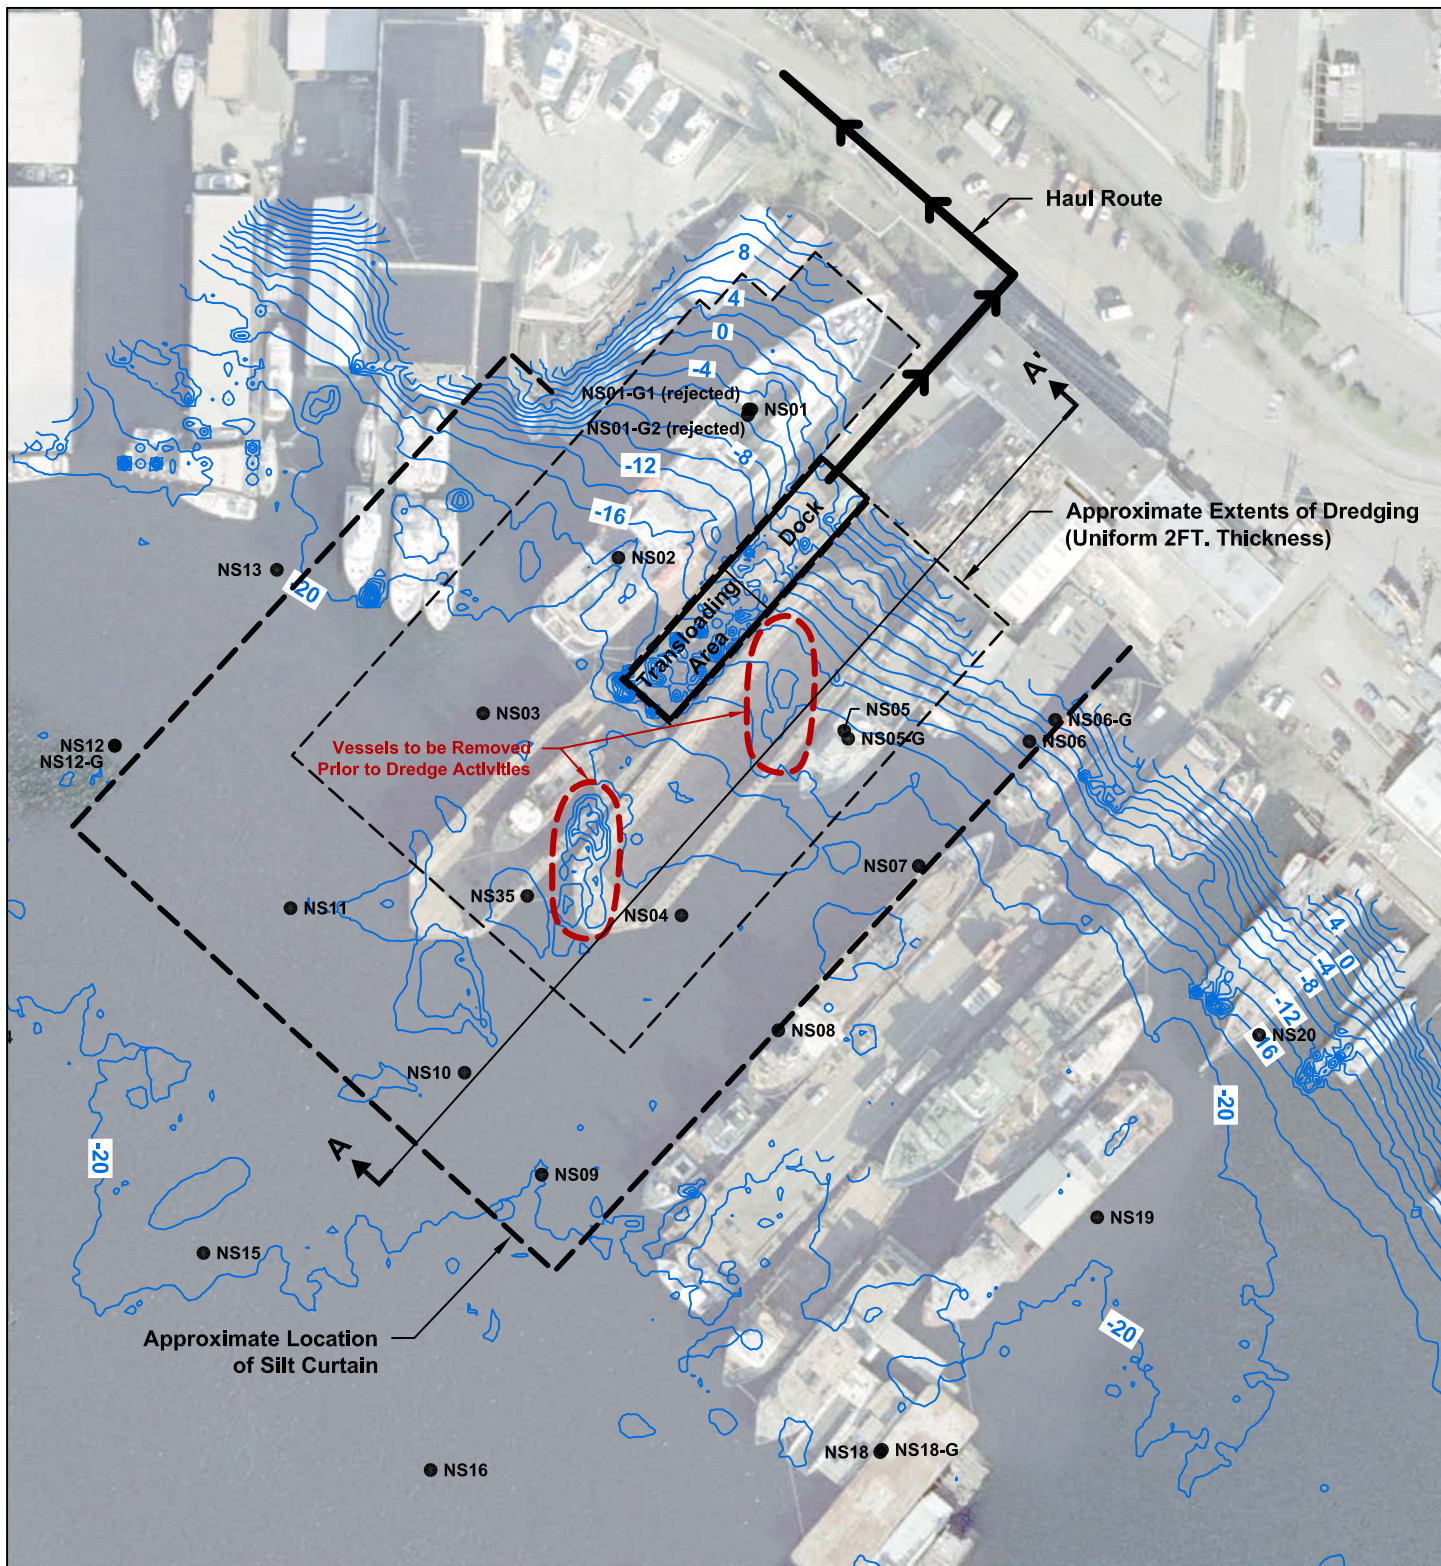 Haul Route
8
4
0
-4
A'
NS01-G1 (rejected)
NS01
NS01-G2 (rejected)
-8
-12
-16
Dock
Approximate Extents of Dredging
(Uniform 2FT. Thickness)
NS02
NS13
-20
Transloading
Area
NS03
NS05
NS05-G
NS06-G
NS06
Vessels to be Removed
Prior to Dredge Activities
NS12
NS12-G
NS07
NS35
NS04
NS11
4
0
-4
-8
-12
-16
NS20
NS08
NS10
-20
-20
A
NS09
NS19
NS15
-20
Approximate Location
of Silt Curtain
NS18
NS18-G
NS16